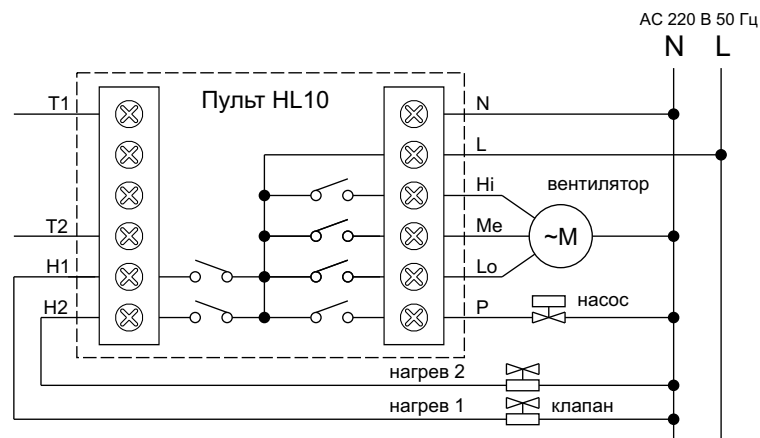 AC 220 В 50 Гц
N L
Пульт HL10
T1
N
L
Hi
вентилятор
T2
Me
~M
H1
Lo
H2
P
насос
нагрев 2
нагрев 1
клапан